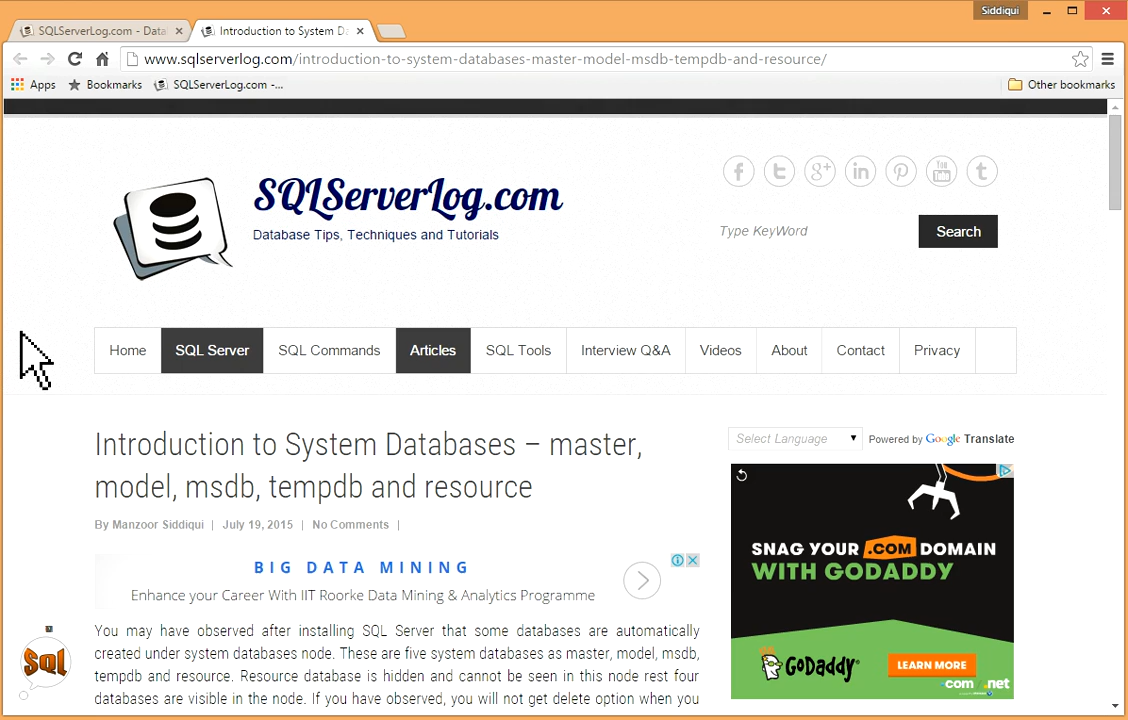 Siddiqui
SQLServerLog.com - Data
Introduction to System D
www.sqlserverlog.com/introduction-to-system-databases-master-model-msdb-tempdb-and-resource/
Apps
Bookmarks
SQLServerLog.com -...
Other bookmarks
SQLServerLog.com
Database Tips, Techniques and Tutorials
Type KeyWord
Search
Home
SQL Server
SQL Commands
Articles
SQL Tools
Interview Q&A
Videos
About
Contact
Privacy
Introduction to System Databases – master,
model, msdb, tempdb and resource
By Manzoor Siddiqui | July 19, 2015 | No Comments |
Select Language
Powered by Google Translate
BIG DATA MINING
Enhance your Career With IIT Roorke Data Mining & Analytics Programme
SNAG YOUR .COM DOMAIN
WITH GODADDY
GoDaddy
LEARN MORE
.com .net
Sql
You may have observed after installing SQL Server that some databases are automatically
created under system databases node. These are five system databases as master, model, msdb,
tempdb and resource. Resource database is hidden and cannot be seen in this node rest four
databases are visible in the node. If you have observed, you will not get delete option when you